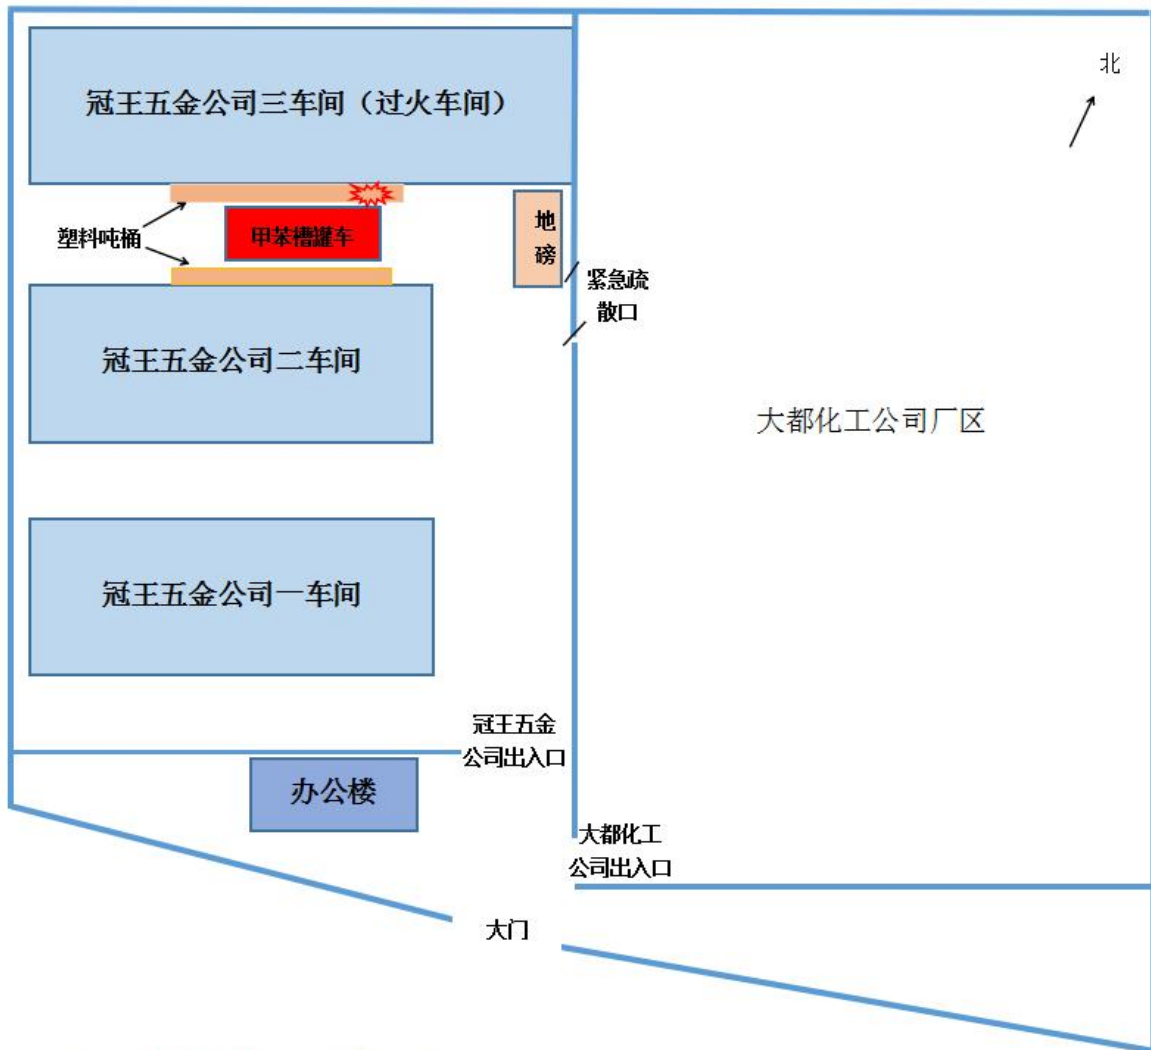 北
冠王五金公司三车间（过火车间）
塑料吨桶
甲苯槽罐车
地
磅
紧急疏
散口
冠王五金公司二车间
大都化工公司厂区
冠王五金公司一车间
冠王五金
公司出入口
办公楼
大都化工
公司出入口
大门